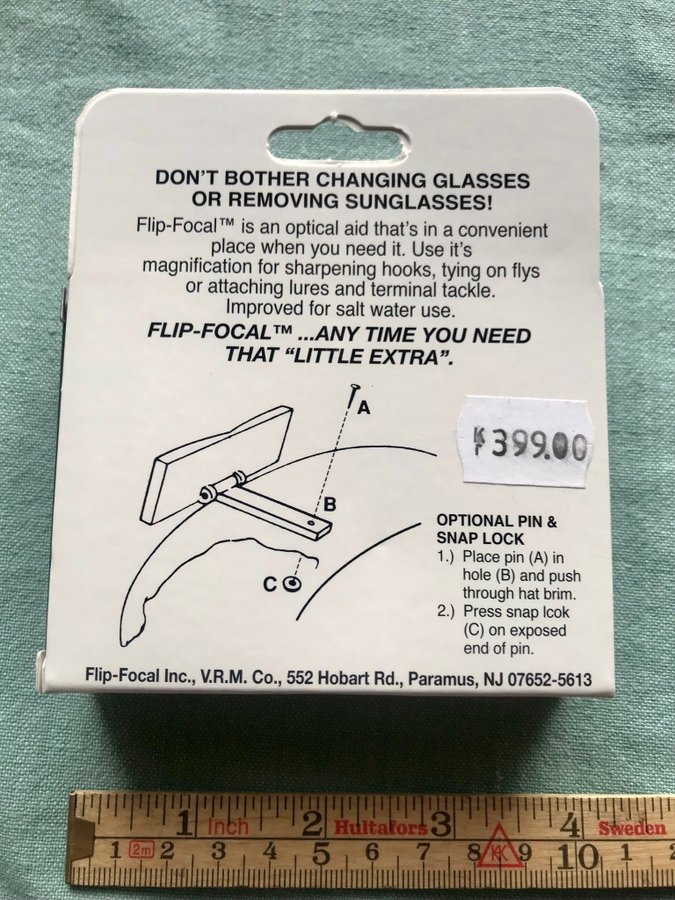 DON'T BOTHER CHANGING GLASSES
OR REMOVING SUNGLASSES!
Flip-Focal™ is an optical aid that's in a convenient
place when you need it. Use it's
magnification for sharpening hooks, tying on flys
or attaching lures and terminal tackle.
Improved for salt water use.
FLIP-FOCAL™ ...ANY TIME YOU NEED
THAT “LITTLE EXTRA”.
A
B
C
Kr 399.00
OPTIONAL PIN &
SNAP LOCK
1.) Place pin (A) in
hole (B) and push
through hat brim.
2.) Press snap lcok
(C) on exposed
end of pin.
Flip-Focal Inc., V.R.M. Co., 552 Hobart Rd., Paramus, NJ 07652-5613
1 Inch 2 Hultafors 3 4 Sweden
1 2m 2 3 4 5 6 7 8 KK 9 10 1 2